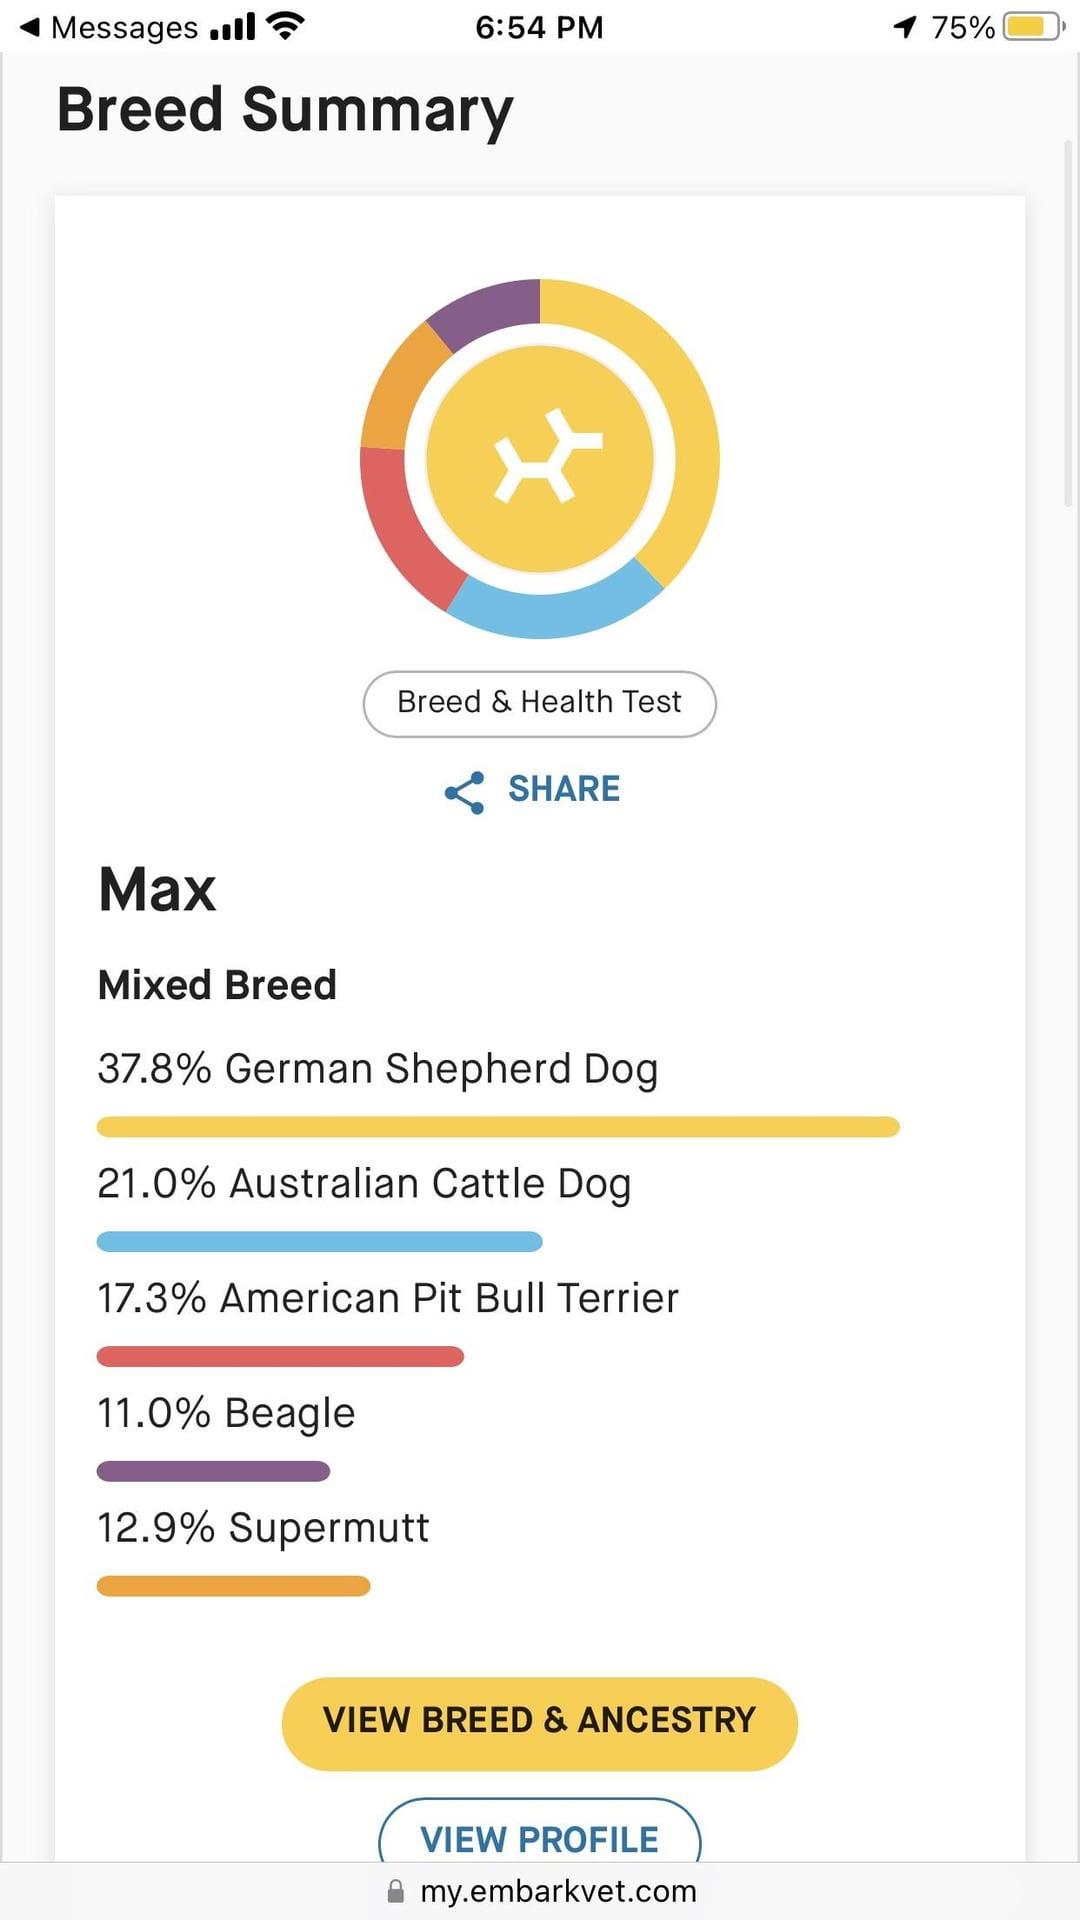 Messages 6:54 PM 75%
Breed Summary
Breed & Health Test
SHARE
Max
Mixed Breed
37.8% German Shepherd Dog
21.0% Australian Cattle Dog
17.3% American Pit Bull Terrier
11.0% Beagle
12.9% Supermutt
VIEW BREED & ANCESTRY
VIEW PROFILE
my.embarkvet.com